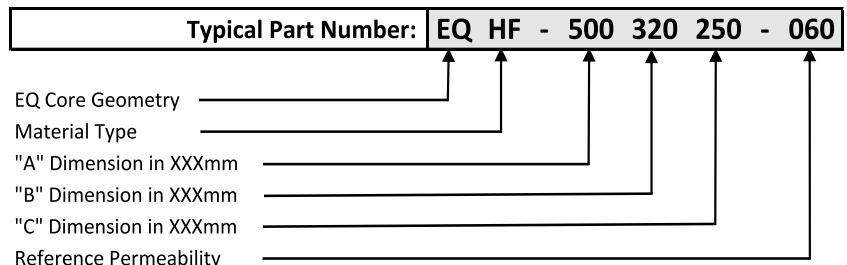 Typical Part Number: EQ HF - 500 320 250 - 060
EQ Core Geometry
Material Type
"A" Dimension in XXXmm
"B" Dimension in XXXmm
"C" Dimension in XXXmm
Reference Permeability